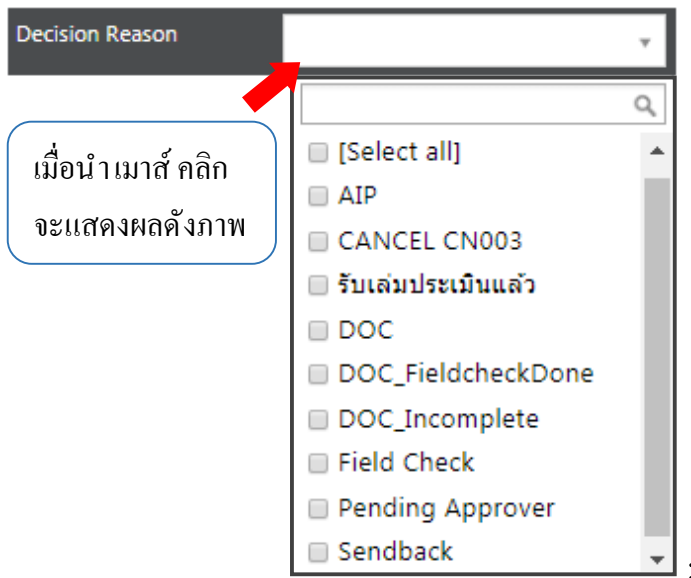 Decision Reason
เมื่อนำเมาส์ คลิก
จะแสดงผลดังภาพ
[Select all]
AIP
CANCEL CN003
รับเล่มประเมินแล้ว
DOC
DOC_FieldcheckDone
DOC_Incomplete
Field Check
Pending Approver
Sendback